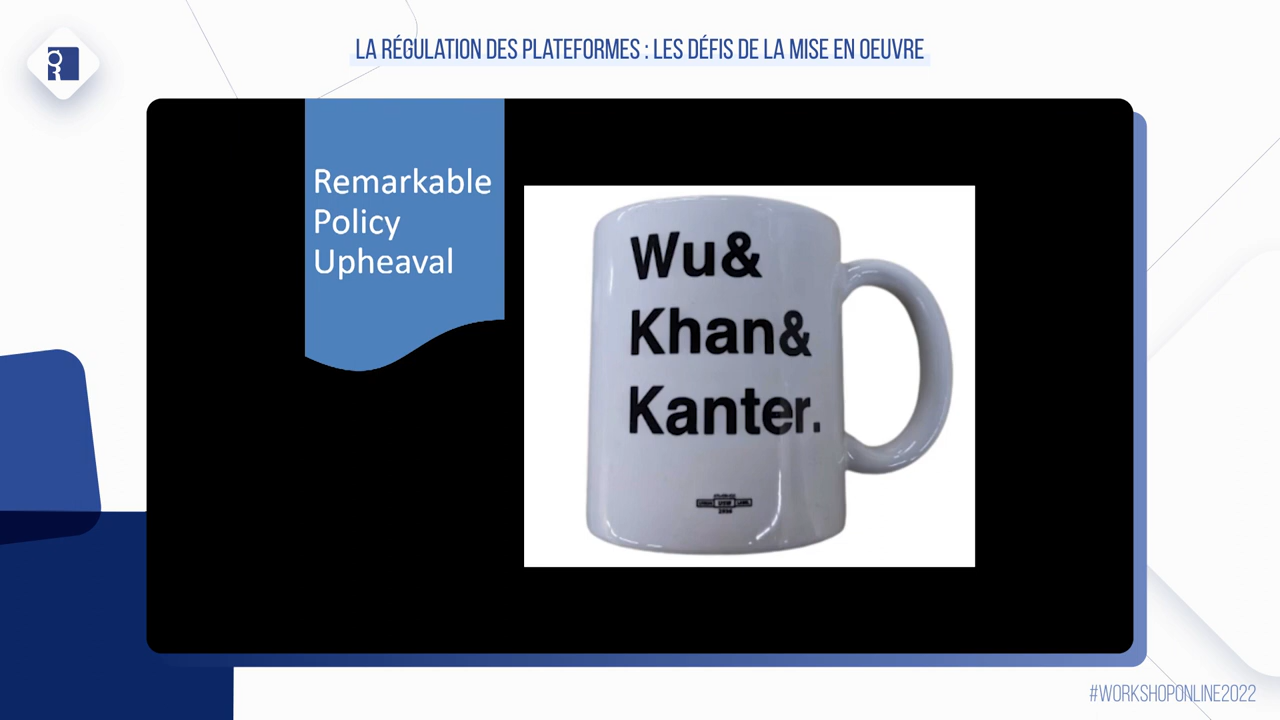 LA RÉGULATION DES PLATEFORMES : LES DÉFIS DE LA MISE EN OEUVRE
Remarkable
Policy
Upheaval
Wu&
Khan&
Kanter.
#WORKSHOPONLINE2022